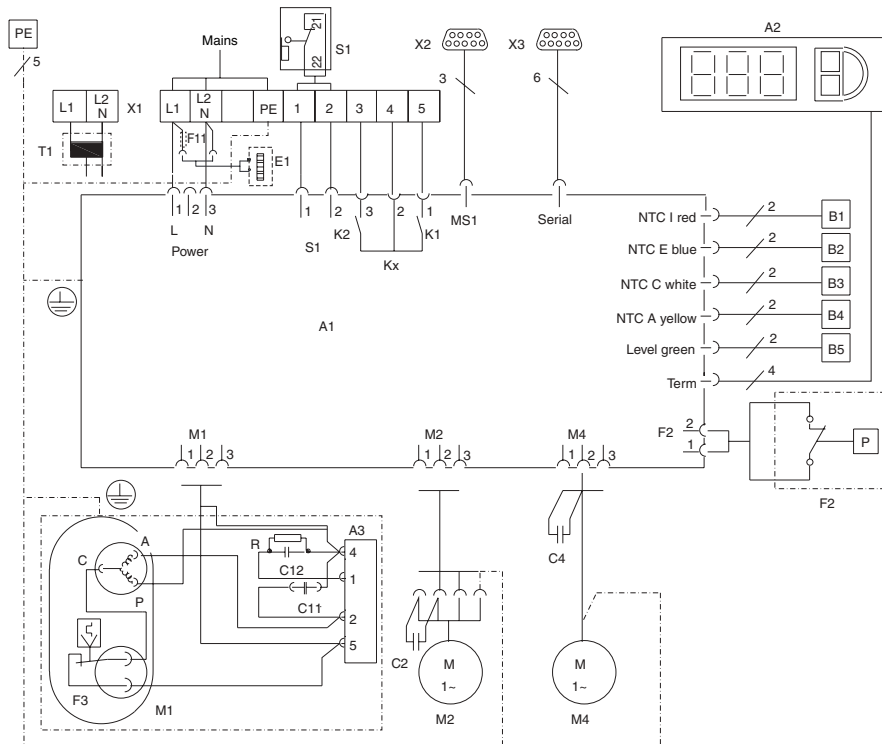 PE
5
Mains
21
22
S1
X2
X3
A2
3
6
L1
L2
N
X1
L1
L2
N
PE
1
2
3
4
5
T1
F11
E1
1
2
3
L
N
Power
1
2
S1
3
2
1
K2
K1
Kx
MS1
Serial
NTC I red
2
B1
NTC E blue
2
B2
NTC C white
2
B3
NTC A yellow
2
B4
Level green
2
B5
Term
4
A1
F2
2
1
P
F2
M1
1
2
3
M2
1
2
3
M4
1
2
3
A
C
P
R
C12
C11
A3
4
1
2
5
F3
M1
C2
M
1~
M2
C4
M
1~
M4